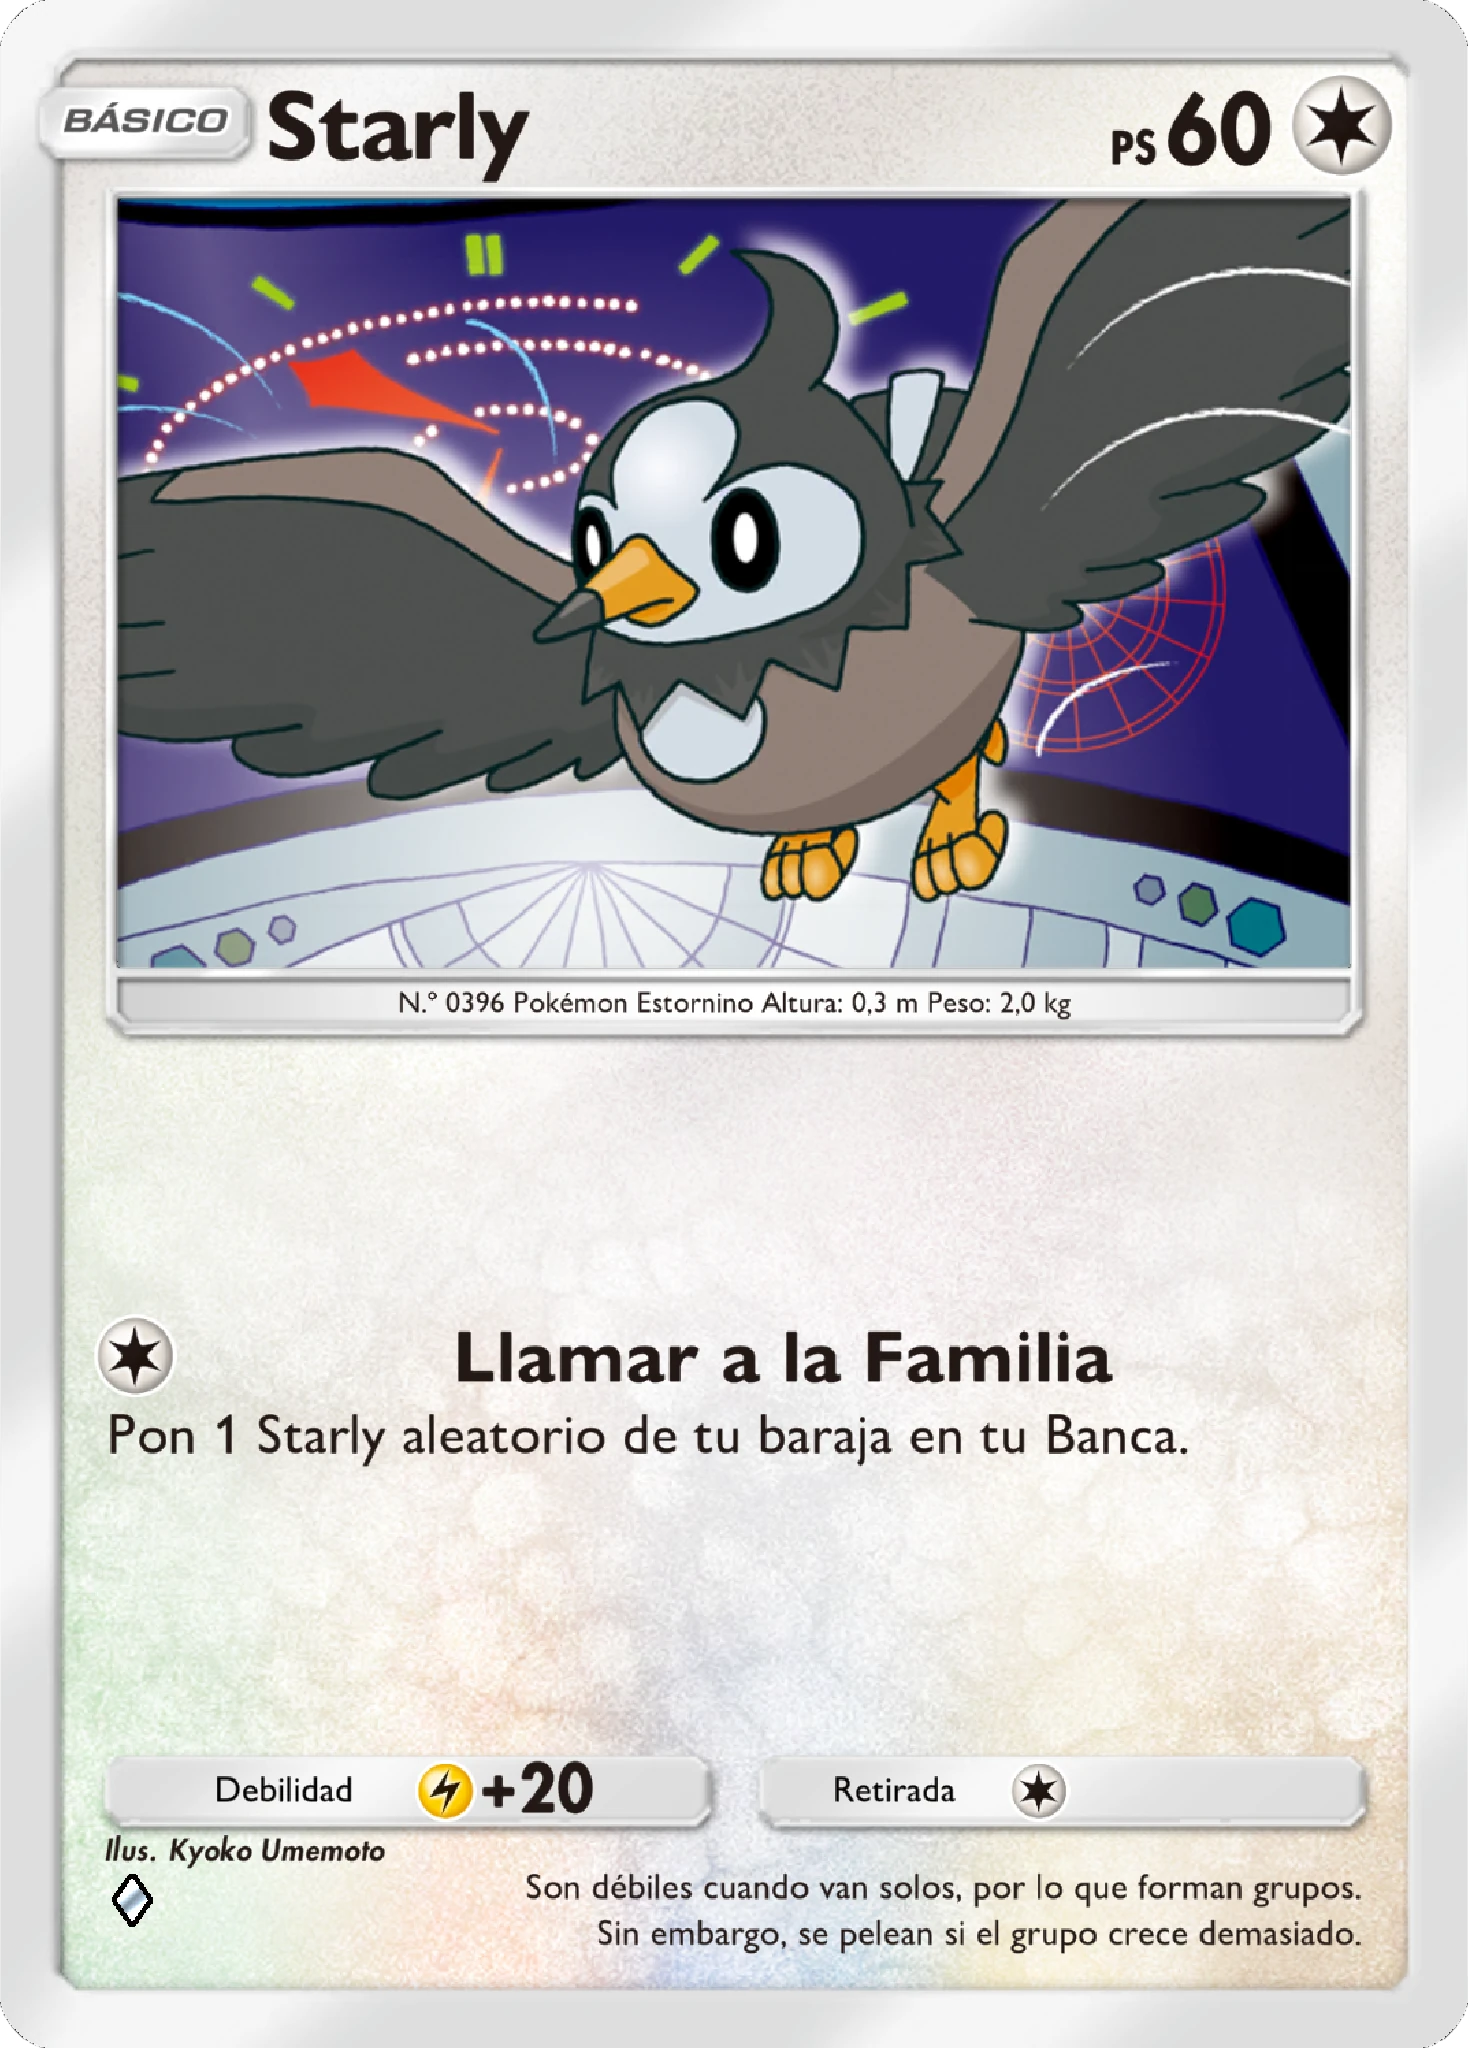 BÁSICO Starly PS 60
N.° 0396 Pokémon Estornino Altura: 0,3 m Peso: 2,0 kg
Llamar a la Familia
Pon 1 Starly aleatorio de tu baraja en tu Banca.
Debilidad +20 Retirada
Ilus. Kyoko Umemoto
Son débiles cuando van solos, por lo que forman grupos.
Sin embargo, se pelean si el grupo crece demasiado.